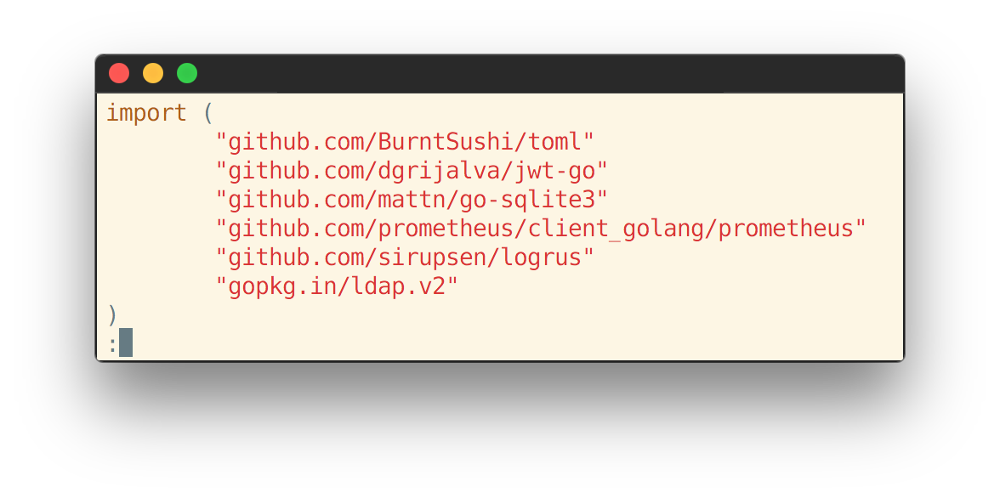 import (
"github.com/BurntSushi/toml"
"github.com/dgrijalva/jwt-go"
"github.com/mattn/go-sqlite3"
"github.com/prometheus/client_golang/prometheus"
"github.com/sirupsen/logrus"
"gopkg.in/ldap.v2"
)
: